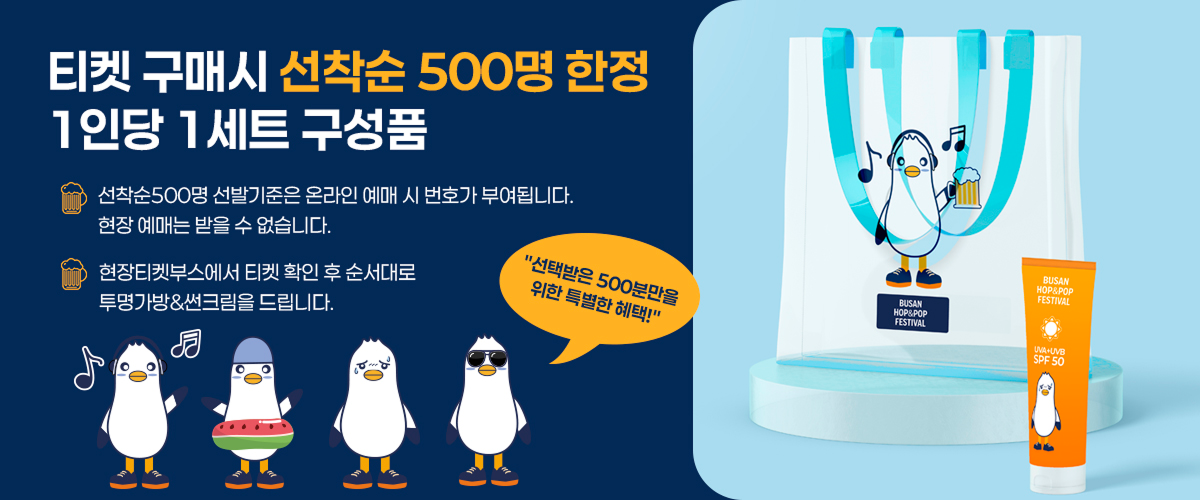 티켓 구매시 선착순 500명 한정
1인당 1세트 구성품
선착순500명 선발기준은 온라인 예매 시 번호가 부여됩니다.
현장 예매는 받을 수 없습니다.
현장티켓부스에서 티켓 확인 후 순서대로
투명가방&썬크림을 드립니다.
"선택받은 500분만을
위한 특별한 혜택!"
BUSAN
HOP&POP
FESTIVAL
BUSAN
HOP&POP
FESTIVAL
UVA+UVB
SPF 50